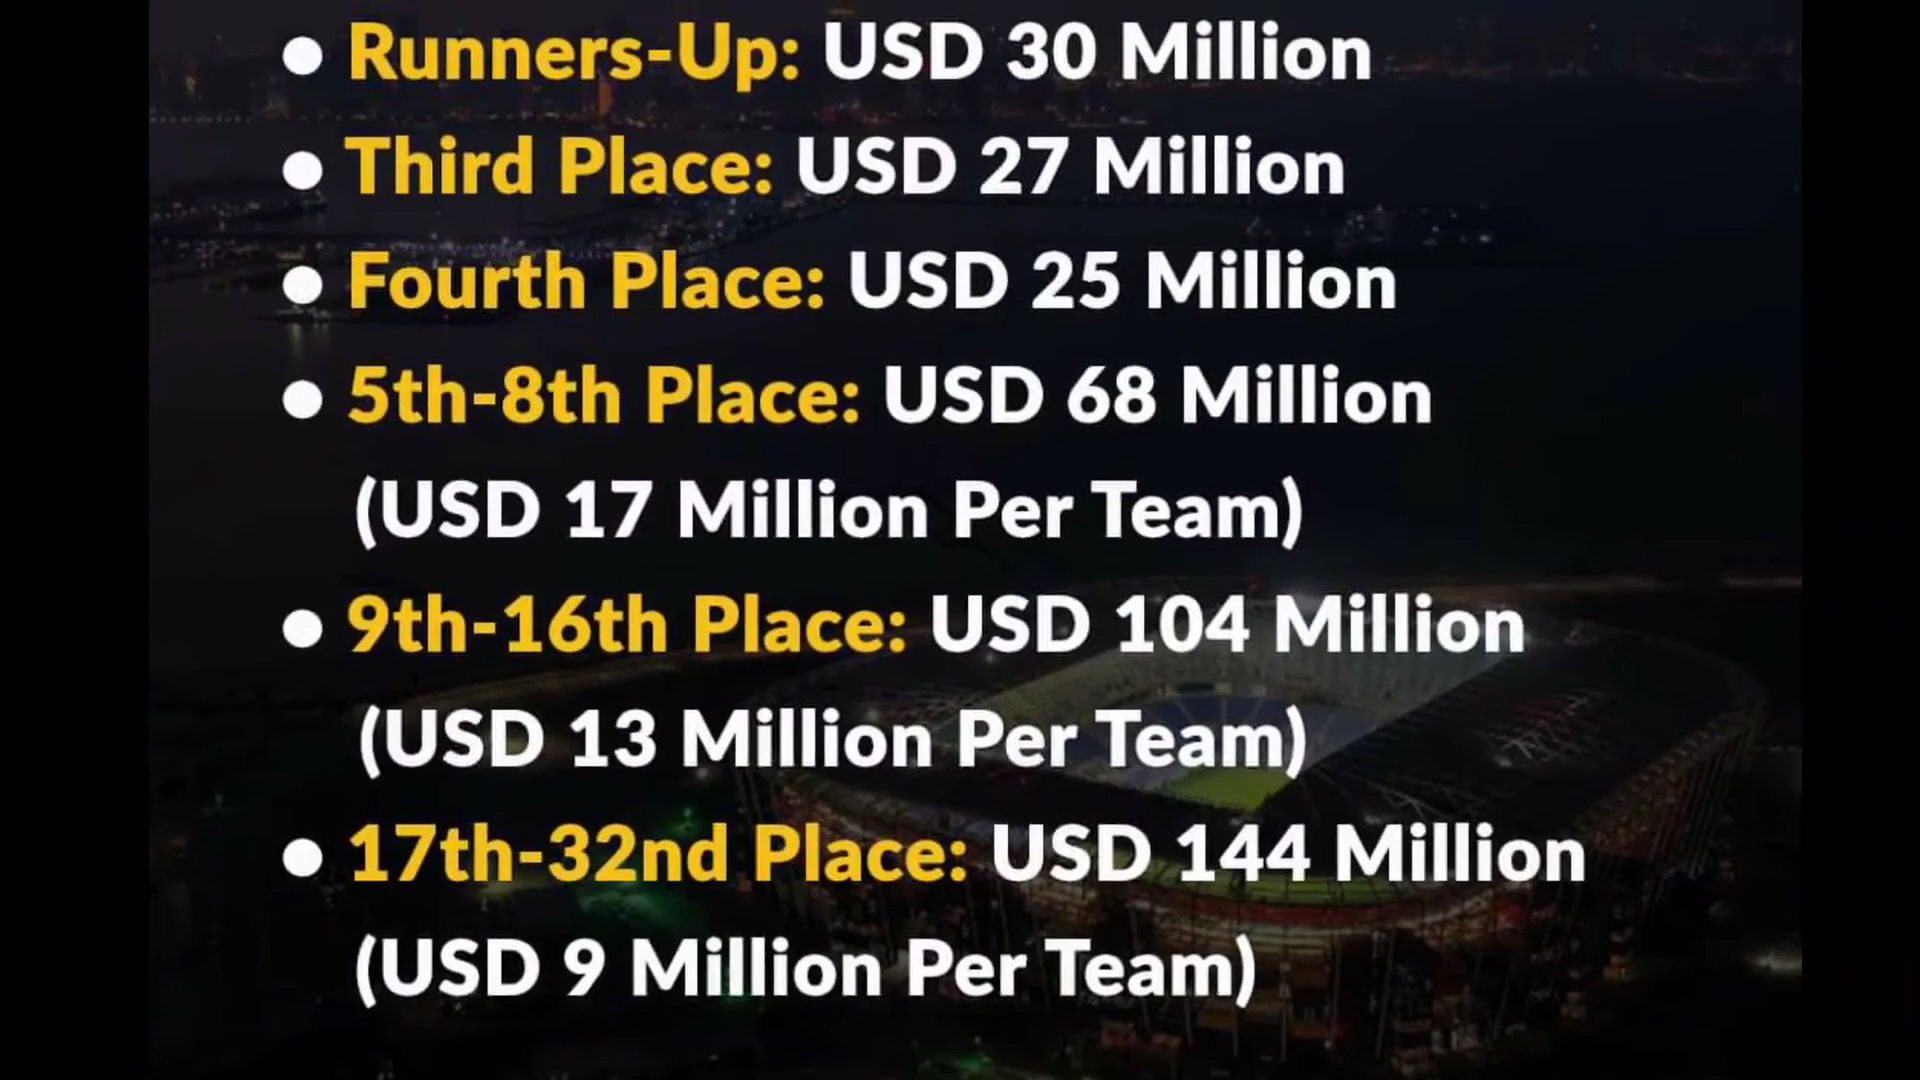 • Runners-Up: USD 30 Million
• Third Place: USD 27 Million
• Fourth Place: USD 25 Million
• 5th-8th Place: USD 68 Million
(USD 17 Million Per Team)
• 9th-16th Place: USD 104 Million
(USD 13 Million Per Team)
• 17th-32nd Place: USD 144 Million
(USD 9 Million Per Team)